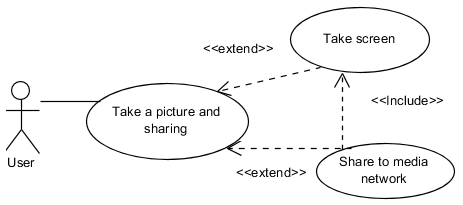 Take screen
<<extend>>
<<Include>>
Take a picture and
sharing
User
Share to media
network
<<extend>>